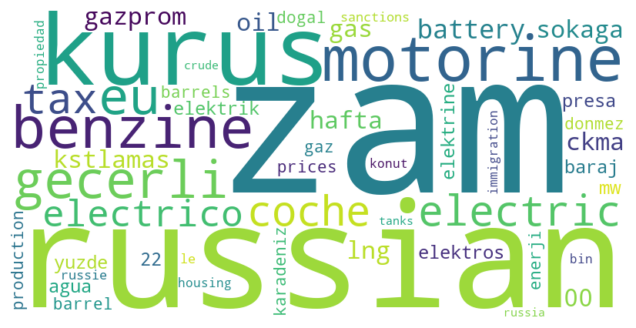 propiedad
gazprom
kurus
crude
oil
dogal
sanctions
gas
battery
sokaga
motorine
tax
eu
barrels
elektrik
zam
benzine
hafta
gaz
prices
konut
elektrine
immigration
presa
donmez
ckma
baraj
mw
kstlamas
gecerli
electrico
coche
electric
tanks
russian
production
yuzde
russie
agua
barrel
22
le
housing
karadeniz
lng
elektros
enerji
bin
00
russia